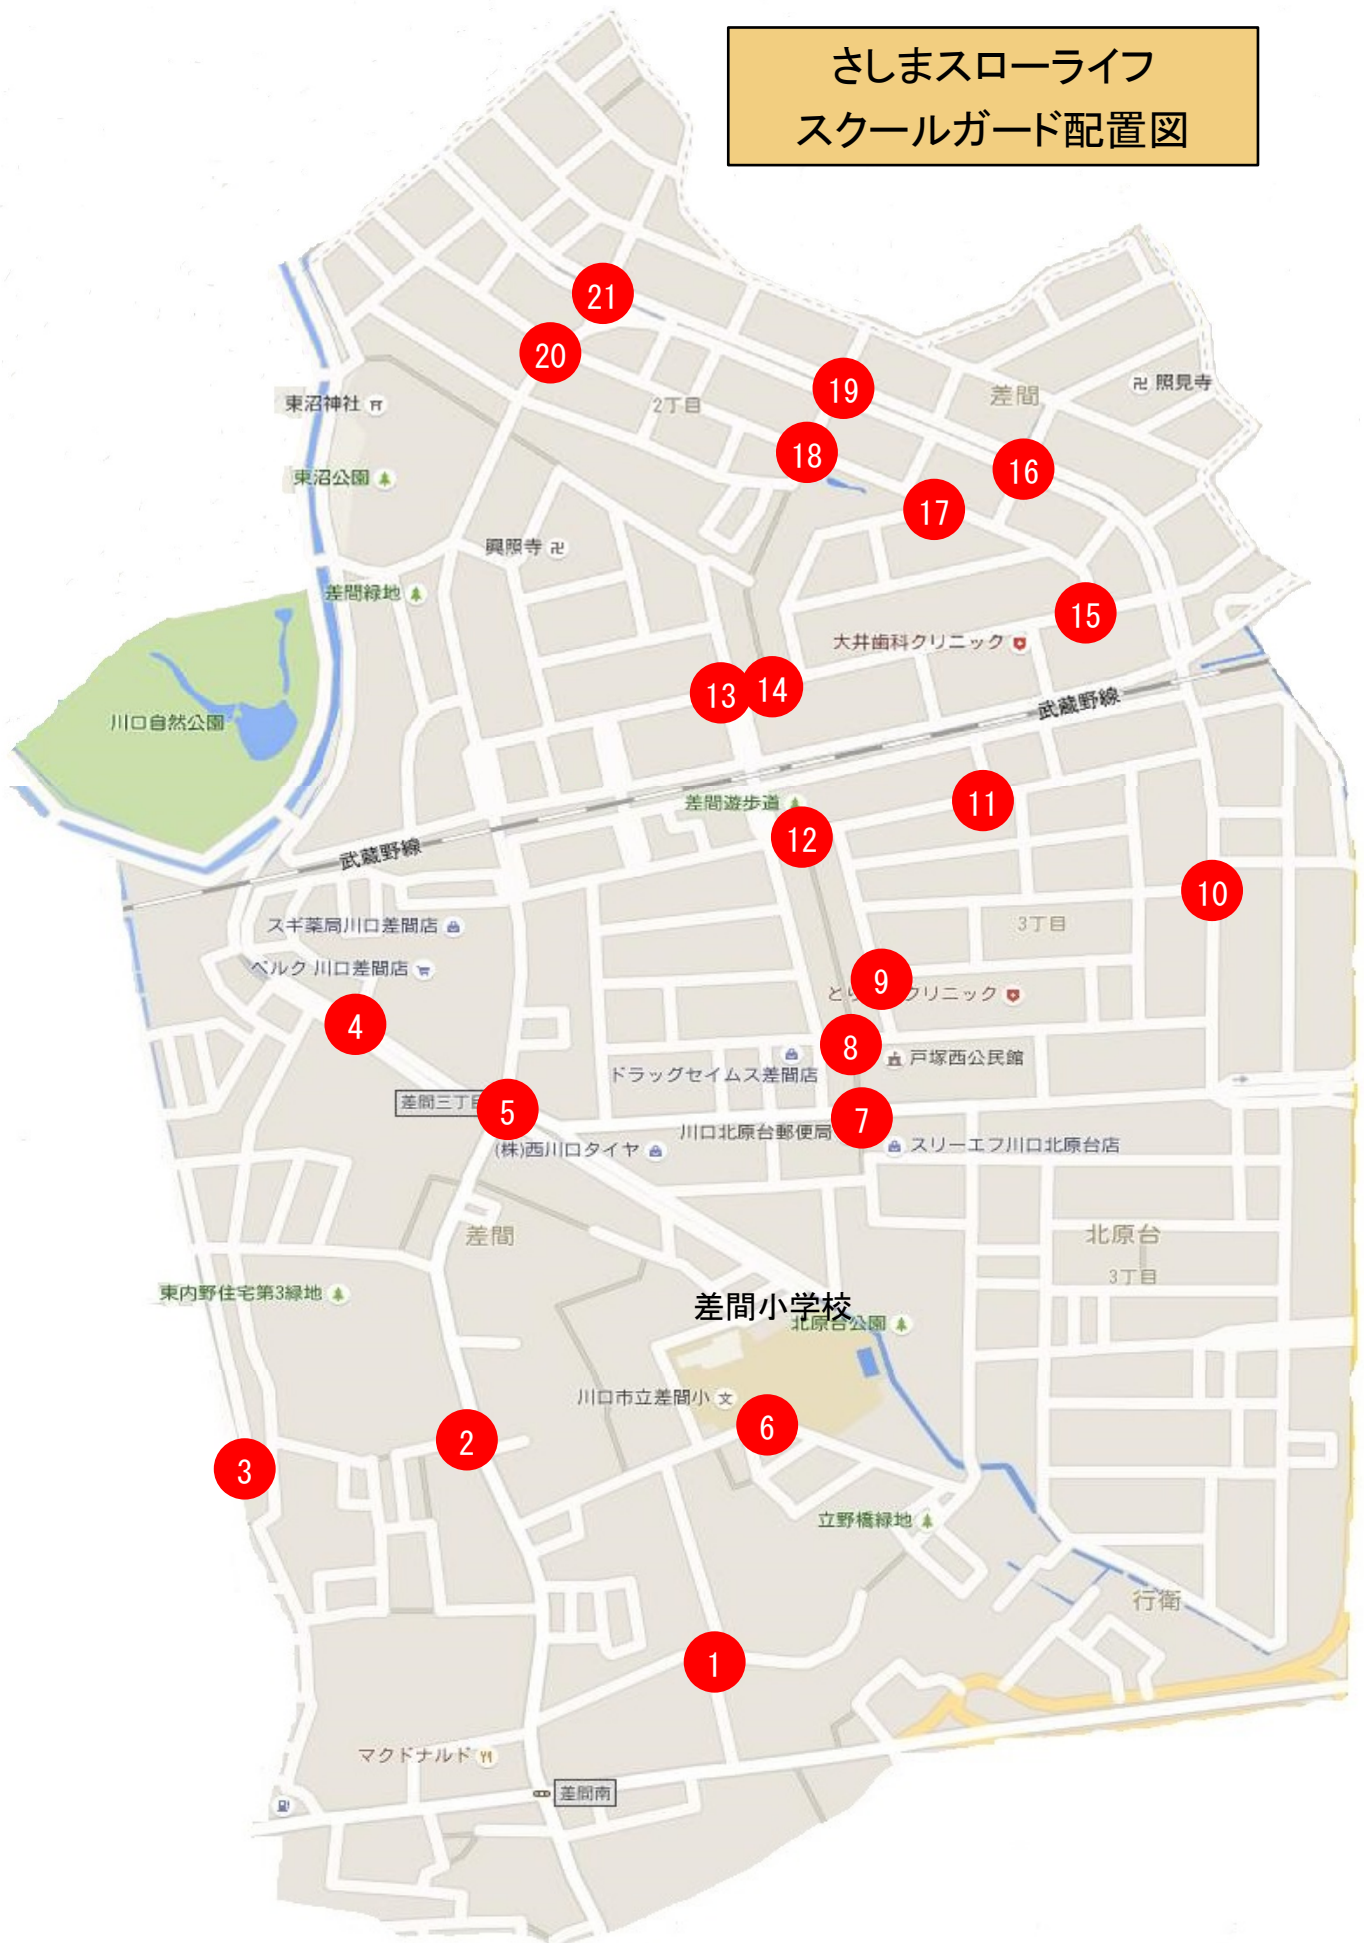 さしまスローライフ
スクールガード配置図
21
20
19
差間
卍 照見寺
東沼神社
2丁目
18
16
東沼公園
17
興照寺 卍
差間緑地
15
大井歯科クリニック
13
14
武蔵野線
川口自然公園
差間遊歩道
11
12
武蔵野線
10
スギ薬局川口差間店
3丁目
ベルク 川口差間店
9
クリニック
4
8
戸塚西公民館
ドラッグセイムス差間店
差間三丁目
5
7
川口北原台郵便局
(株)西川口タイヤ
スリーエフ川口北原台店
差間
北原台
3丁目
東内野住宅第3緑地
差間小学校
北原台公園
川口市立差間小 文
6
2
3
立野橋緑地
行衛
1
マクドナルド
差間南